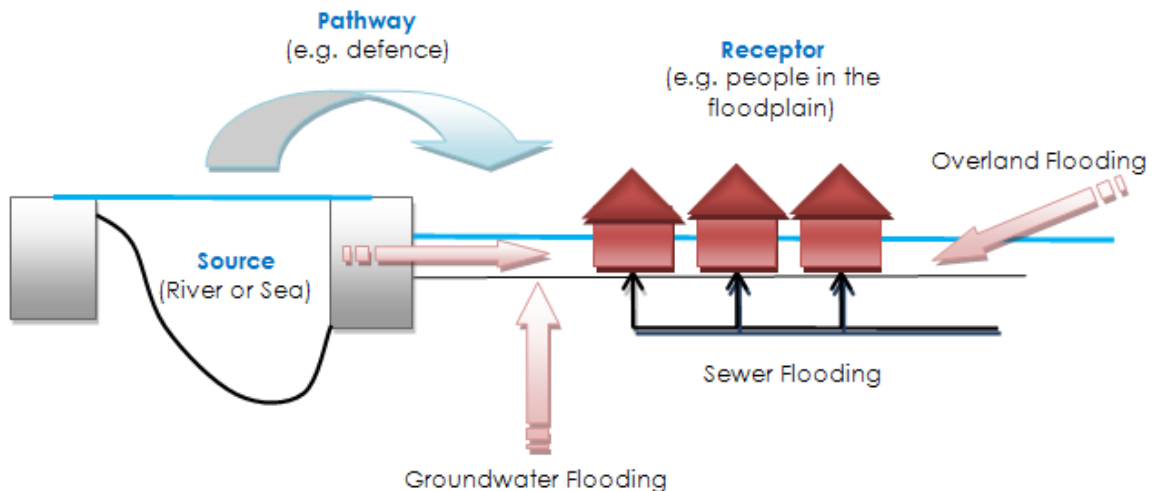 Pathway
(e.g. defence)
Receptor
(e.g. people in the
floodplain)
Overland Flooding
Source
(River or Sea)
Sewer Flooding
Groundwater Flooding